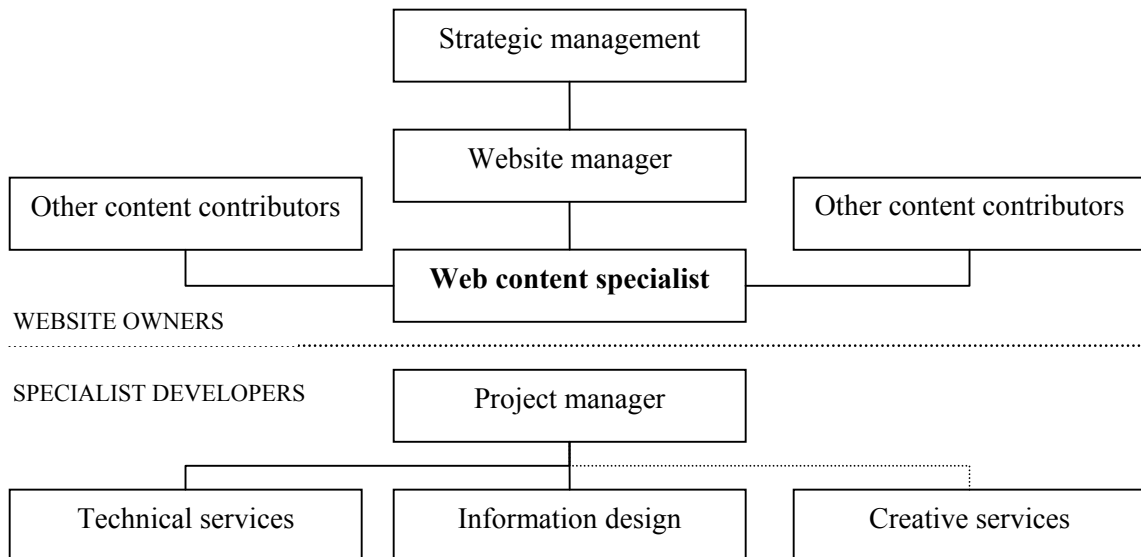 Strategic management
Website manager
Other content contributors
Other content contributors
Web content specialist
WEBSITE OWNERS
SPECIALIST DEVELOPERS
Project manager
Technical services
Information design
Creative services